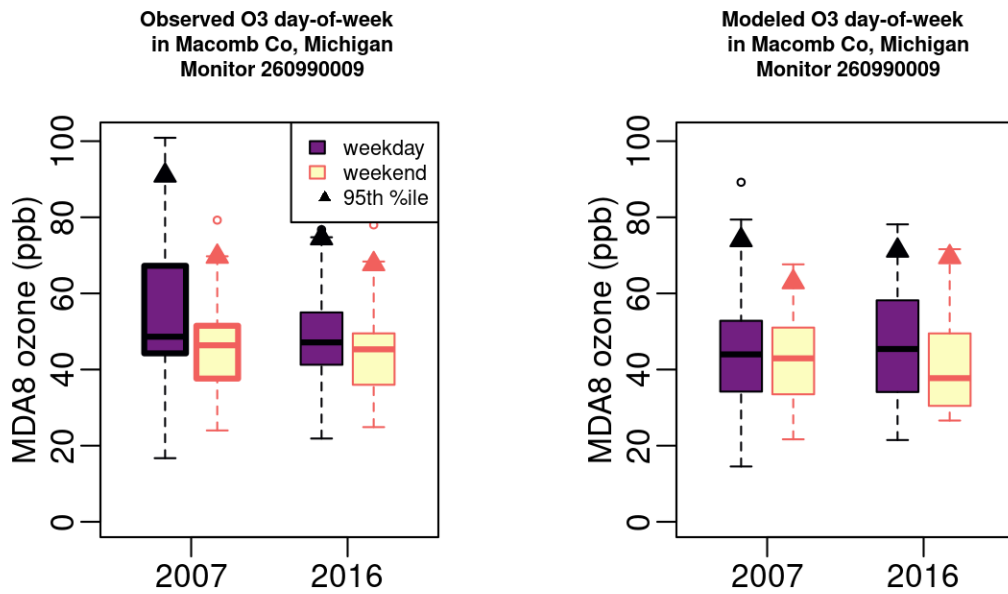 Observed O3 day-of-week
in Macomb Co, Michigan
Monitor 260990009
MDA8 ozone (ppb)
100
80
60
40
20
0
weekday
weekend
95th %ile
2007
2016
Modeled O3 day-of-week
in Macomb Co, Michigan
Monitor 260990009
MDA8 ozone (ppb)
100
80
60
40
20
0
2007
2016